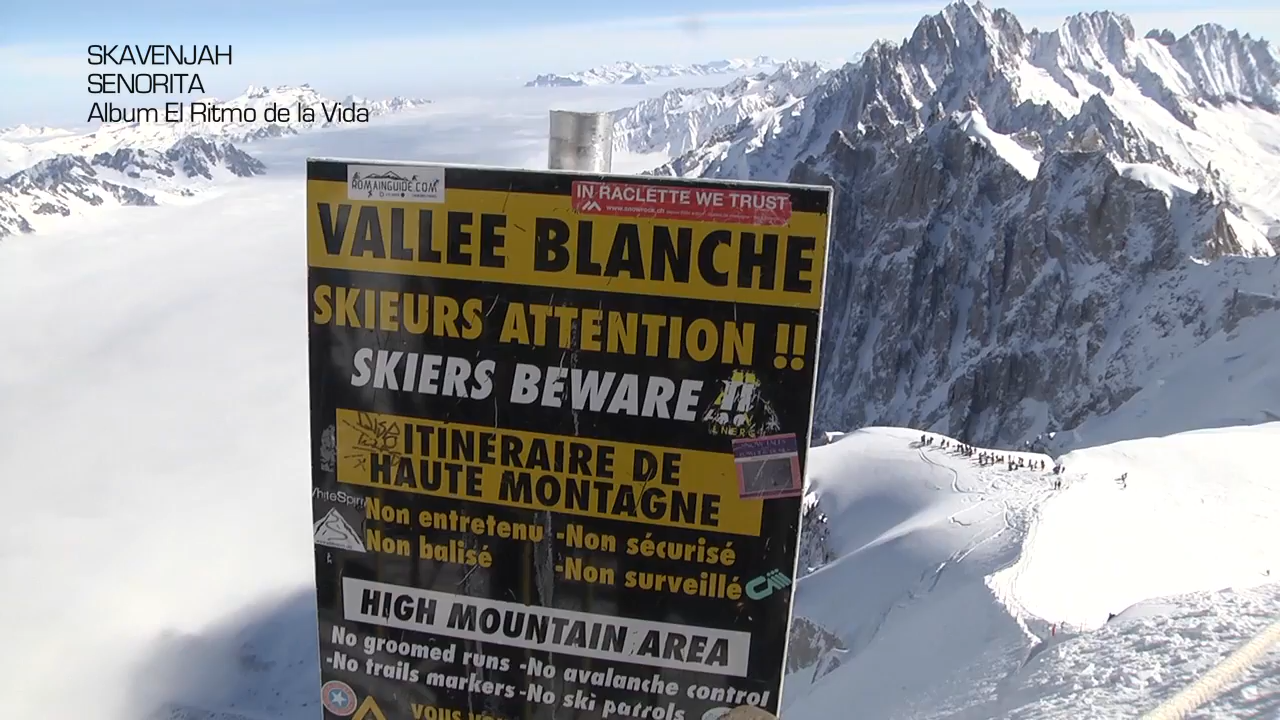 SKAVENJAH
SENORITA
Album El Ritmo de la Vida
ROMAINGUIDE.COM
IN RACLETTE WE TRUST
VALLEE BLANCHE
SKIEURS ATTENTION !!
SKIERS BEWARE !!
ITINERAIRE DE
HAUTE MONTAGNE
Non entretenu -Non sécurisé
Non balisé -Non surveillé
HIGH MOUNTAIN AREA
No groomed runs -No avalanche control
-No trails markers -No ski patrols